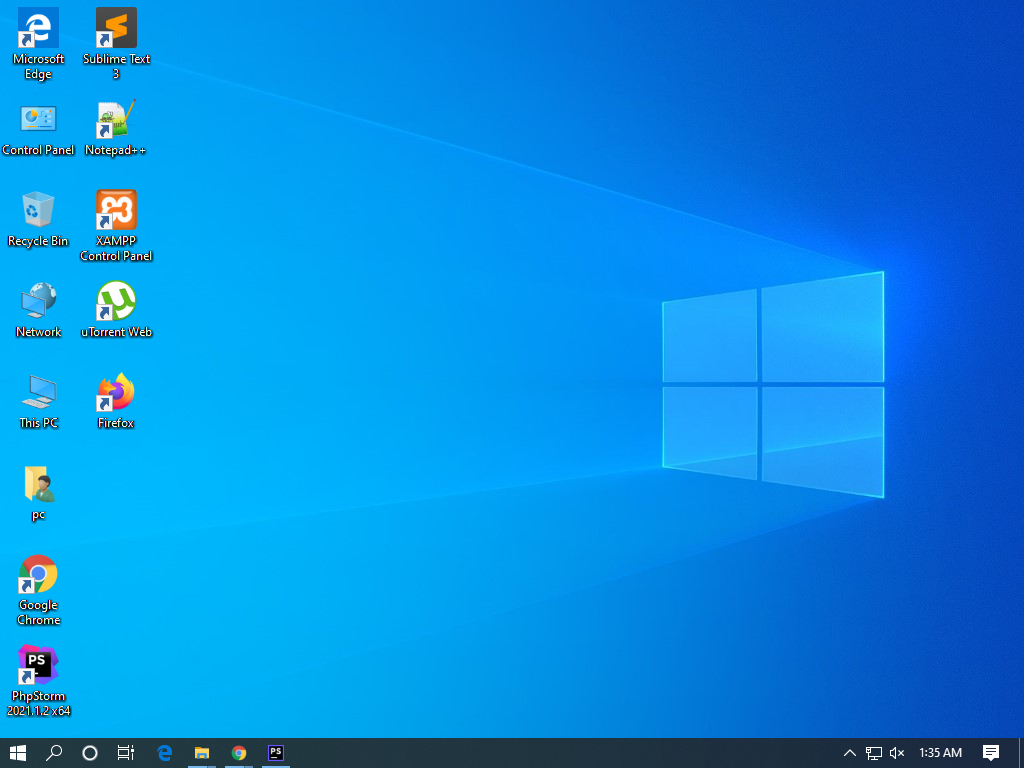 Microsoft
Edge
Sublime Text
3
Control Panel
Notepad++
Recycle Bin
XAMPP
Control Panel
Network
uTorrent Web
This PC
Firefox
pc
Google
Chrome
PS
PhpStorm
2021.1.2 x64
PS
1:35 AM